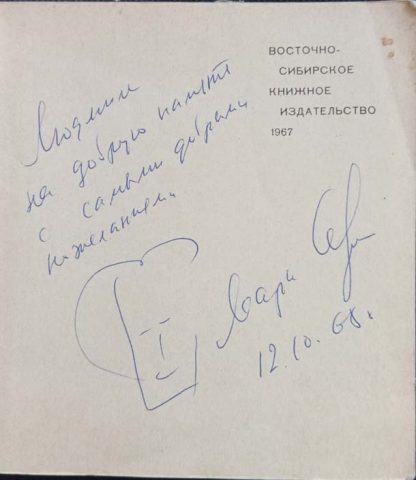 ВОСТОЧНО-
СИБИРСКОЕ
КНИЖНОЕ
ИЗДАТЕЛЬСТВО
1967
Людмиле
на добрую память
с самыми добрыми
пожеланиями
12.10.68 г.